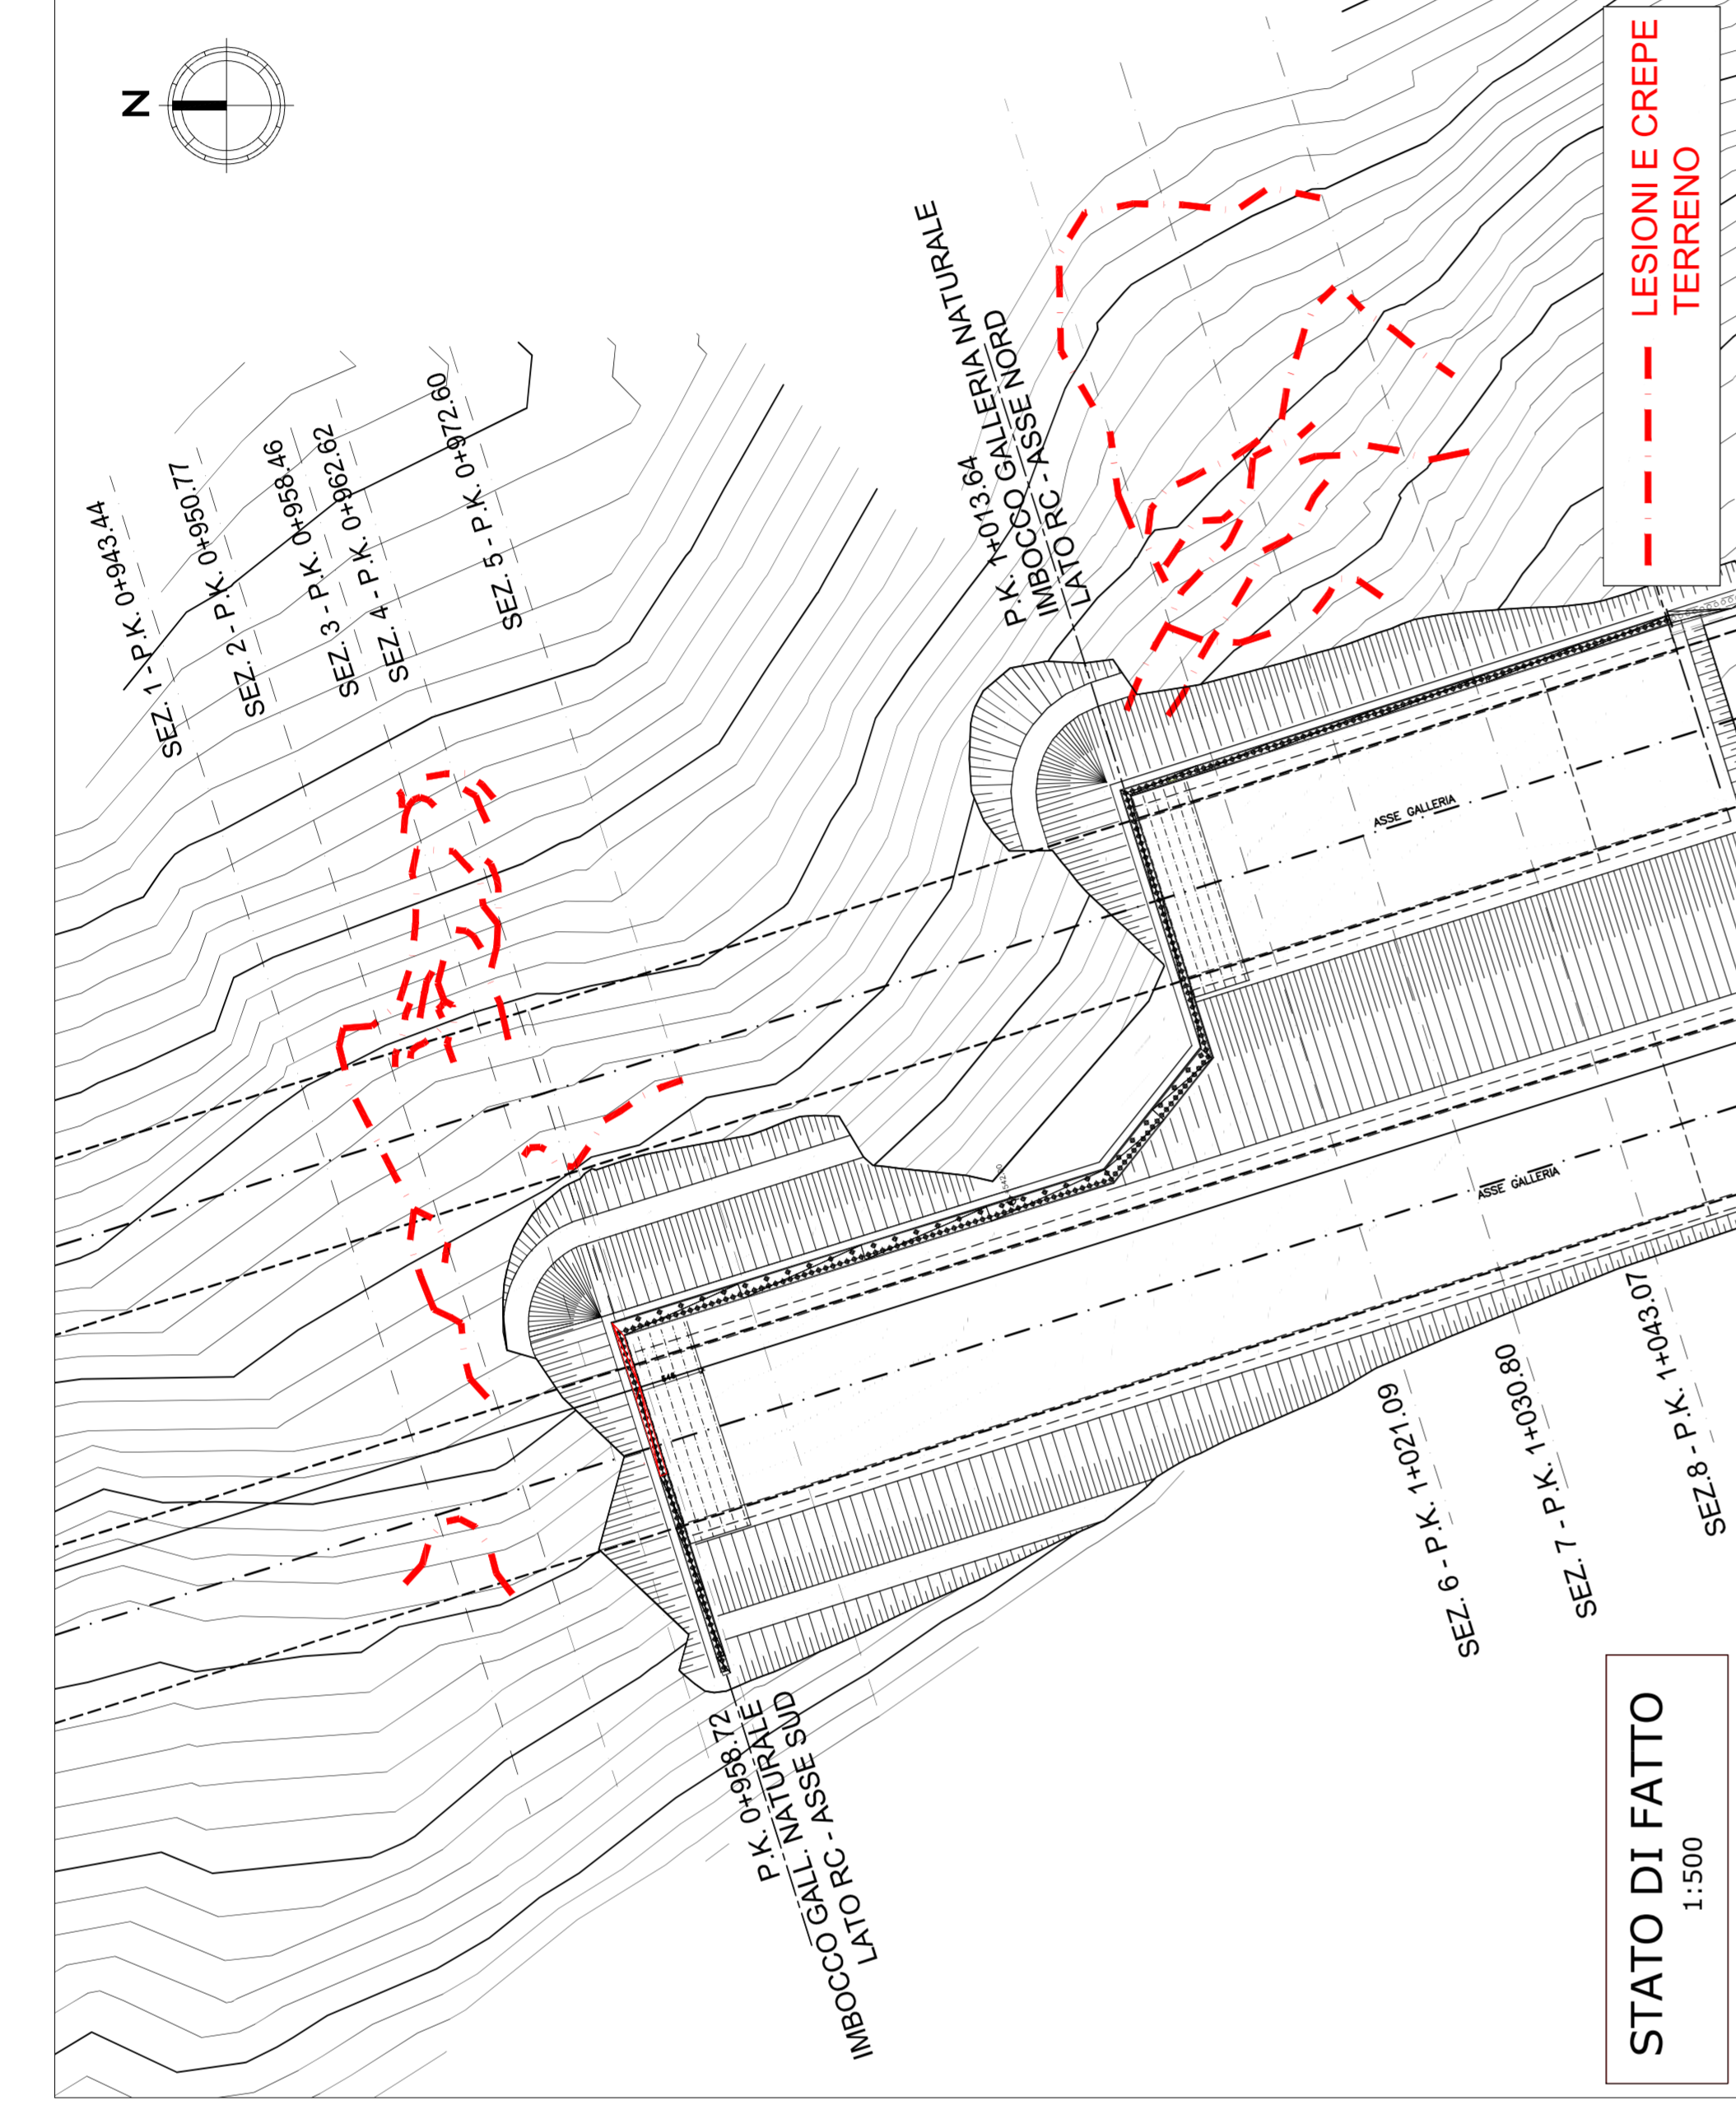 N
SEZ. 1 - P.K. 0+943.44
SEZ. 2 - P.K. 0+950.77
SEZ. 3 - P.K. 0+958.46
SEZ. 4 - P.K. 0+962.62
SEZ. 5 - P.K. 0+972.60
P.K. 1+013.64
IMBOCCO GALLERIA NATURALE
LATO RC - ASSE NORD
LESIONI E CREPE
TERRENO
ASSE GALLERIA
ASSE GALLERIA
P.K. 0+958.72
IMBOCCO GALL. NATURALE
LATO RC - ASSE SUD
SEZ. 6 - P.K. 1+021.09
SEZ. 7 - P.K. 1+030.80
SEZ.8 - P.K. 1+043.07
STATO DI FATTO
1:500